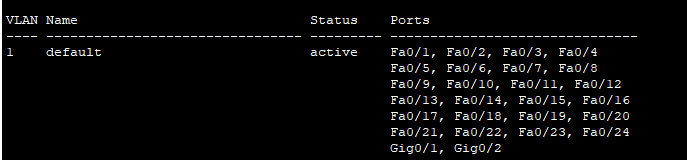 VLAN Name                             Status    Ports
---- -------------------------------- --------- -------------------------------
1    default                          active    Fa0/1, Fa0/2, Fa0/3, Fa0/4
                                                Fa0/5, Fa0/6, Fa0/7, Fa0/8
                                                Fa0/9, Fa0/10, Fa0/11, Fa0/12
                                                Fa0/13, Fa0/14, Fa0/15, Fa0/16
                                                Fa0/17, Fa0/18, Fa0/19, Fa0/20
                                                Fa0/21, Fa0/22, Fa0/23, Fa0/24
                                                Gig0/1, Gig0/2